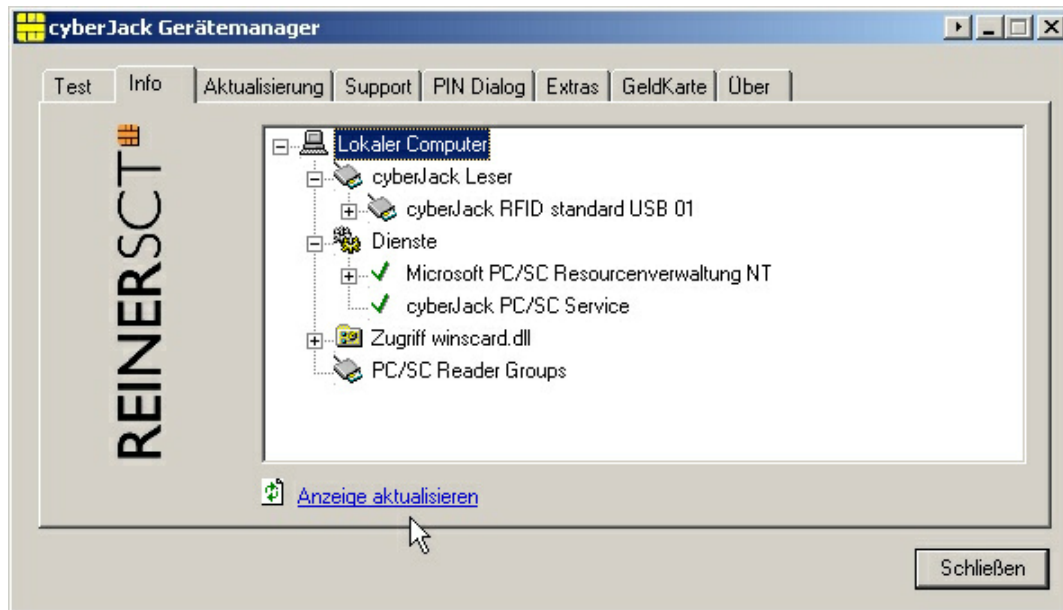 cyberJack Gerätemanager
Test Info Aktualisierung Support PIN Dialog Extras GeldKarte Über
REINERSCT
Lokaler Computer
cyberJack Leser
cyberJack RFID standard USB 01
Dienste
Microsoft PC/SC Resourcenverwaltung NT
cyberJack PC/SC Service
Zugriff winscard.dll
PC/SC Reader Groups
Anzeige aktualisieren
Schließen